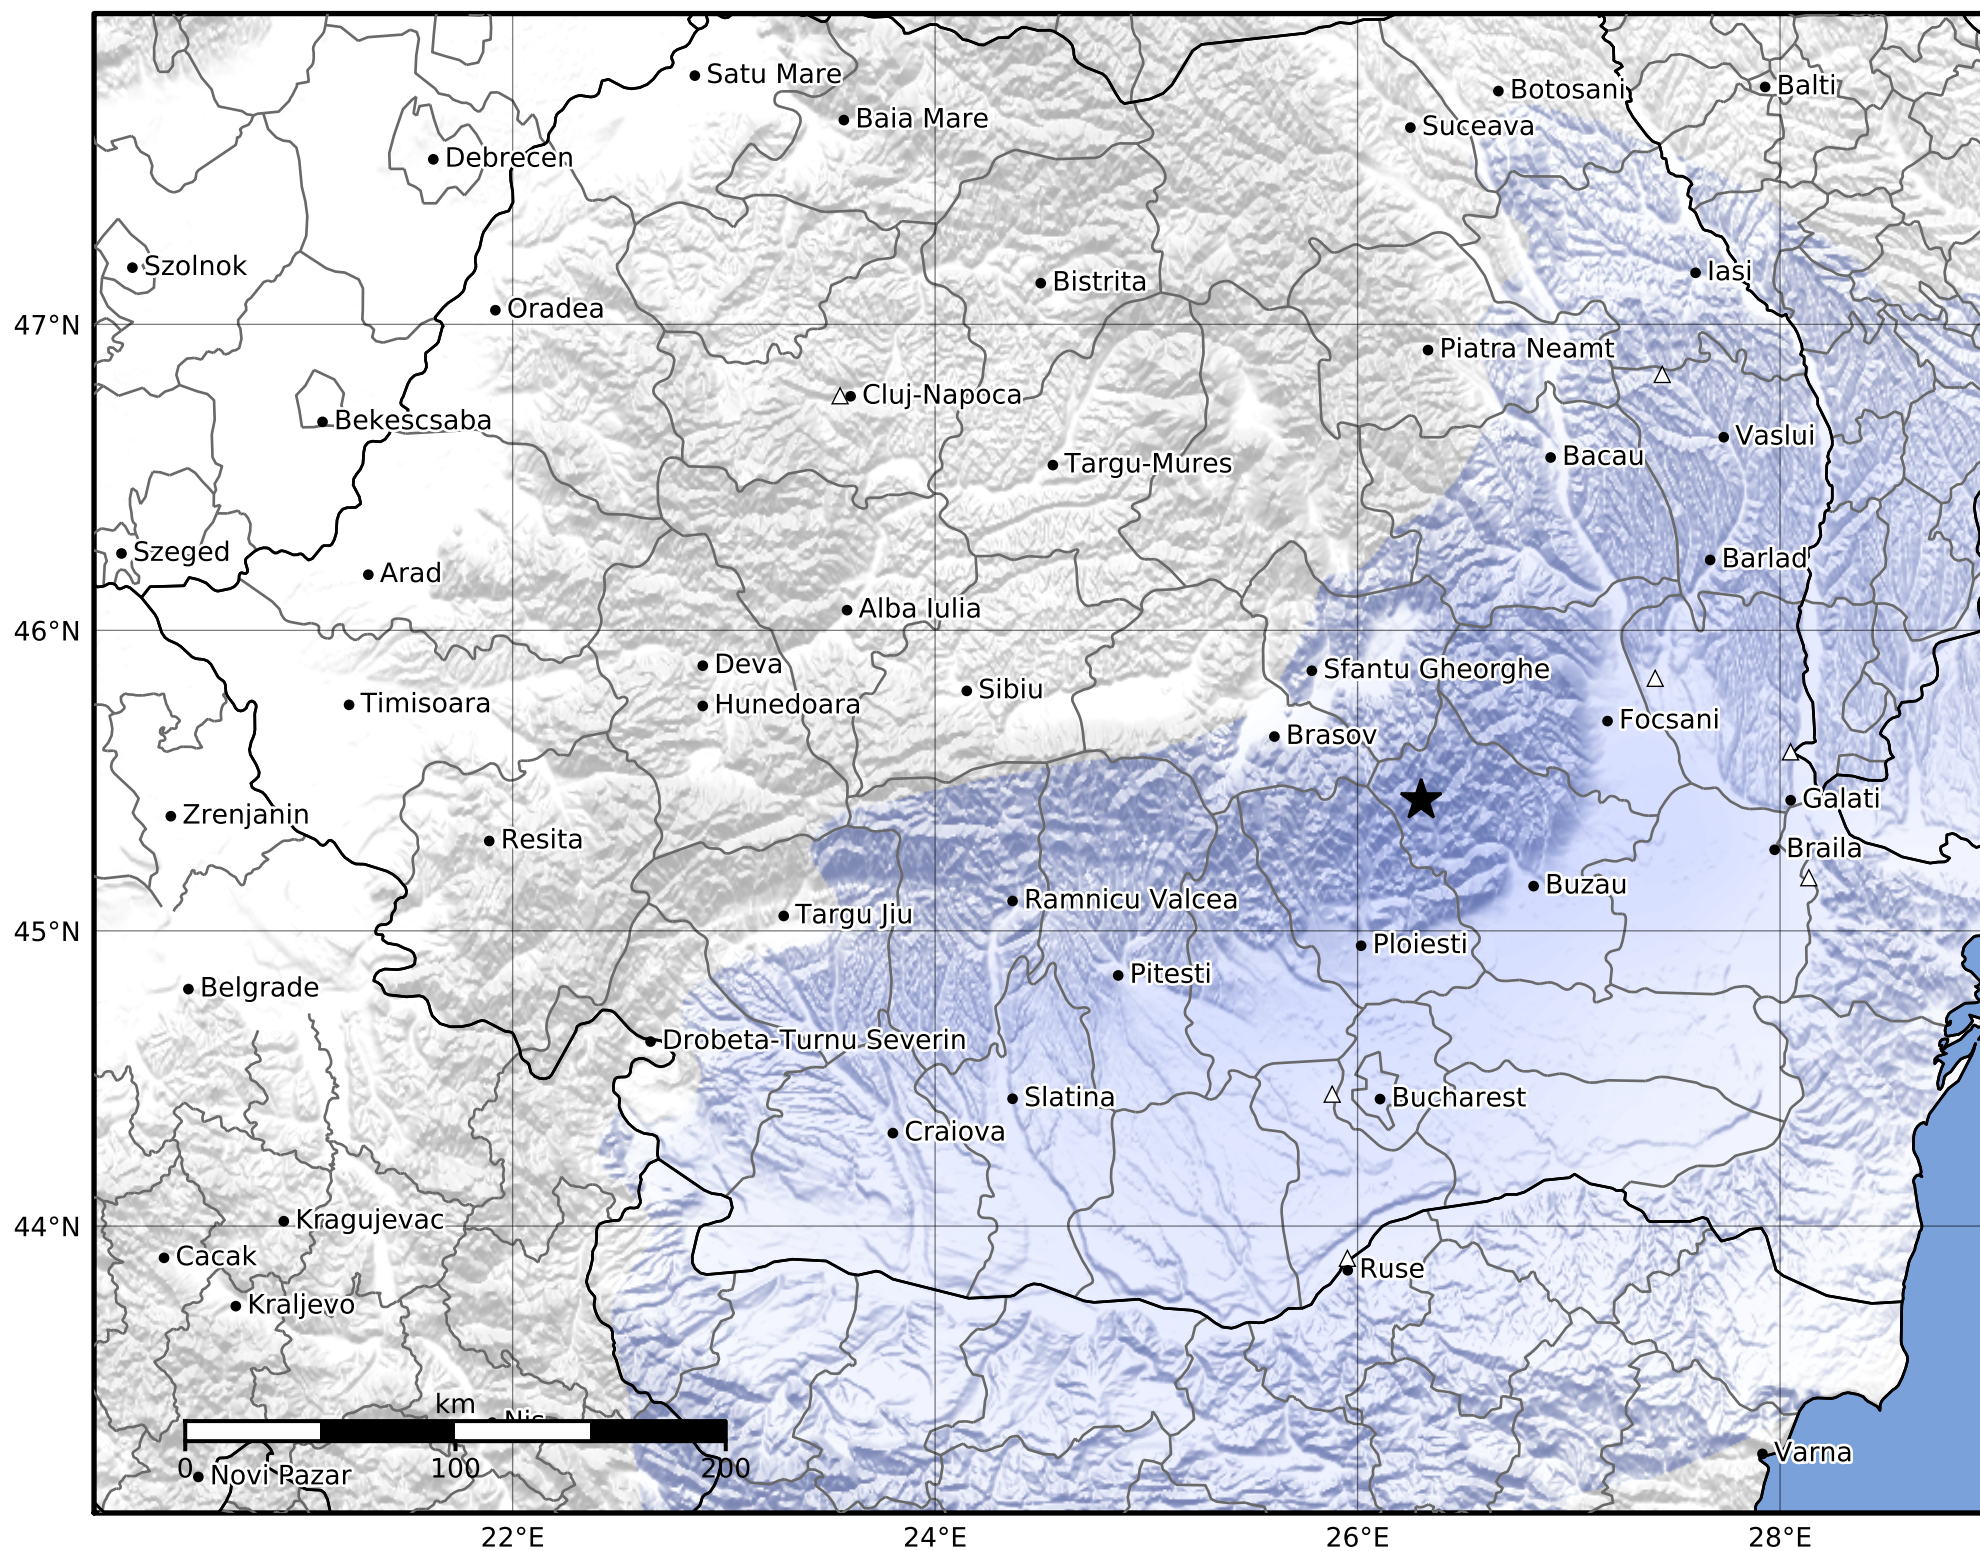 Satu Mare
Botosani
Balti
Baia Mare
Suceava
Debrecen
Szolnok
Iasi
Bistrita
Oradea
47°N
Piatra Neamt
Cluj-Napoca
Bekescsaba
Vaslui
Bacau
Targu-Mures
Szeged
Barlad
Arad
Alba Iulia
46°N
Deva
Sfantu Gheorghe
Sibiu
Timisoara
Hunedoara
Focsani
Brasov
Galati
Zrenjanin
Resita
Braila
Buzau
Ramnicu Valcea
Targu Jiu
45°N
Ploiesti
Pitesti
Belgrade
Drobeta-Turnu Severin
Slatina
Bucharest
Craiova
Kragujevac
44°N
Cacak
Ruse
Kraljevo
km
Nis
Varna
0
100
200
Novi Pazar
22°E
24°E
26°E
28°E